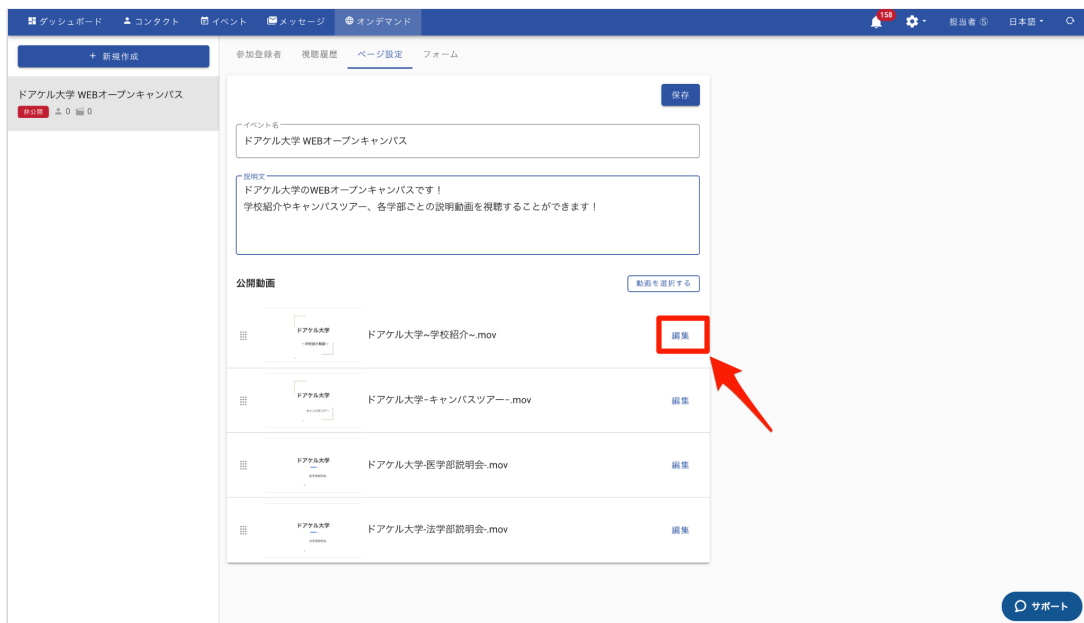 ダッシュボード
コンタクト
イベント
メッセージ
オンデマンド
158
担当者 ⑤
日本語
+ 新規作成
参加登録者
視聴履歴
ページ設定
フォーム
ドアケル大学 WEBオープンキャンパス
非公開
0
0
保存
イベント名
ドアケル大学 WEBオープンキャンパス
説明文
ドアケル大学のWEBオープンキャンパスです！
学校紹介やキャンパスツアー、各学部ごとの説明動画を視聴することができます！
公開動画
動画を選択する
ドアケル大学
~学校紹介動画~
ドアケル大学~学校紹介~.mov
編集
ドアケル大学
ドアケル大学-キャンパスツアー-.mov
編集
ドアケル大学
ドアケル大学-医学部説明会-.mov
編集
ドアケル大学
ドアケル大学-法学部説明会-.mov
編集
サポート